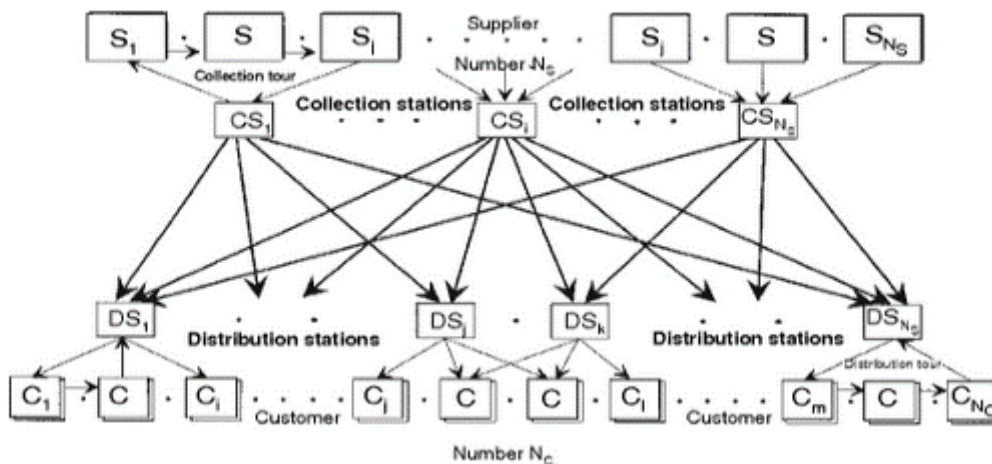 S1 S Si Supplier Sj S SNS
Number NS
Collection tour
Collection stations Collection stations
CS1 CSi CSNs
DS1 DSj DSk DSNs
Distribution stations Distribution stations
Distribution tour
C1 C Ci Cj C C Cl Cm C CNC
Customer Customer
Number NC